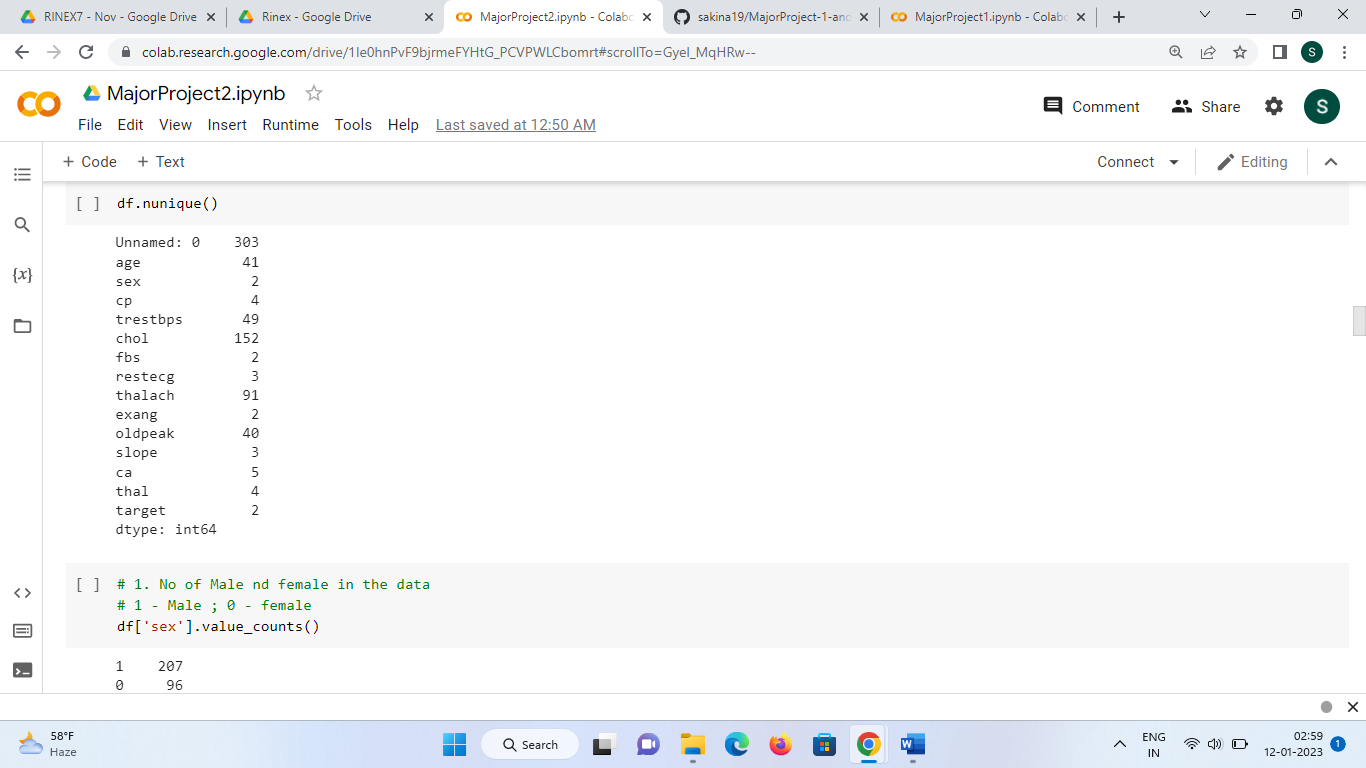 RINEX7 - Nov - Google Drive
Rinex - Google Drive
MajorProject2.ipynb - Colabo
sakina19/MajorProject-1-and
MajorProject1.ipynb - Colabo
colab.research.google.com/drive/1Ie0hnPvF9bjrmeFYHtG_PCVPWLCbomrt#scrollTo=GyeI_MqHRw--
S
MajorProject2.ipynb
Comment
Share
S
File Edit View Insert Runtime Tools Help Last saved at 12:50 AM
+ Code + Text
Connect
Editing
[ ] df.nunique()
Unnamed: 0 303
age 41
sex 2
cp 4
trestbps 49
chol 152
fbs 2
restecg 3
thalach 91
exang 2
oldpeak 40
slope 3
ca 5
thal 4
target 2
dtype: int64
[ ] # 1. No of Male nd female in the data
# 1 - Male ; 0 - female
df['sex'].value_counts()
1 207
0 96
{x}
58°F
Haze
Search
ENG
IN
02:59
12-01-2023
1